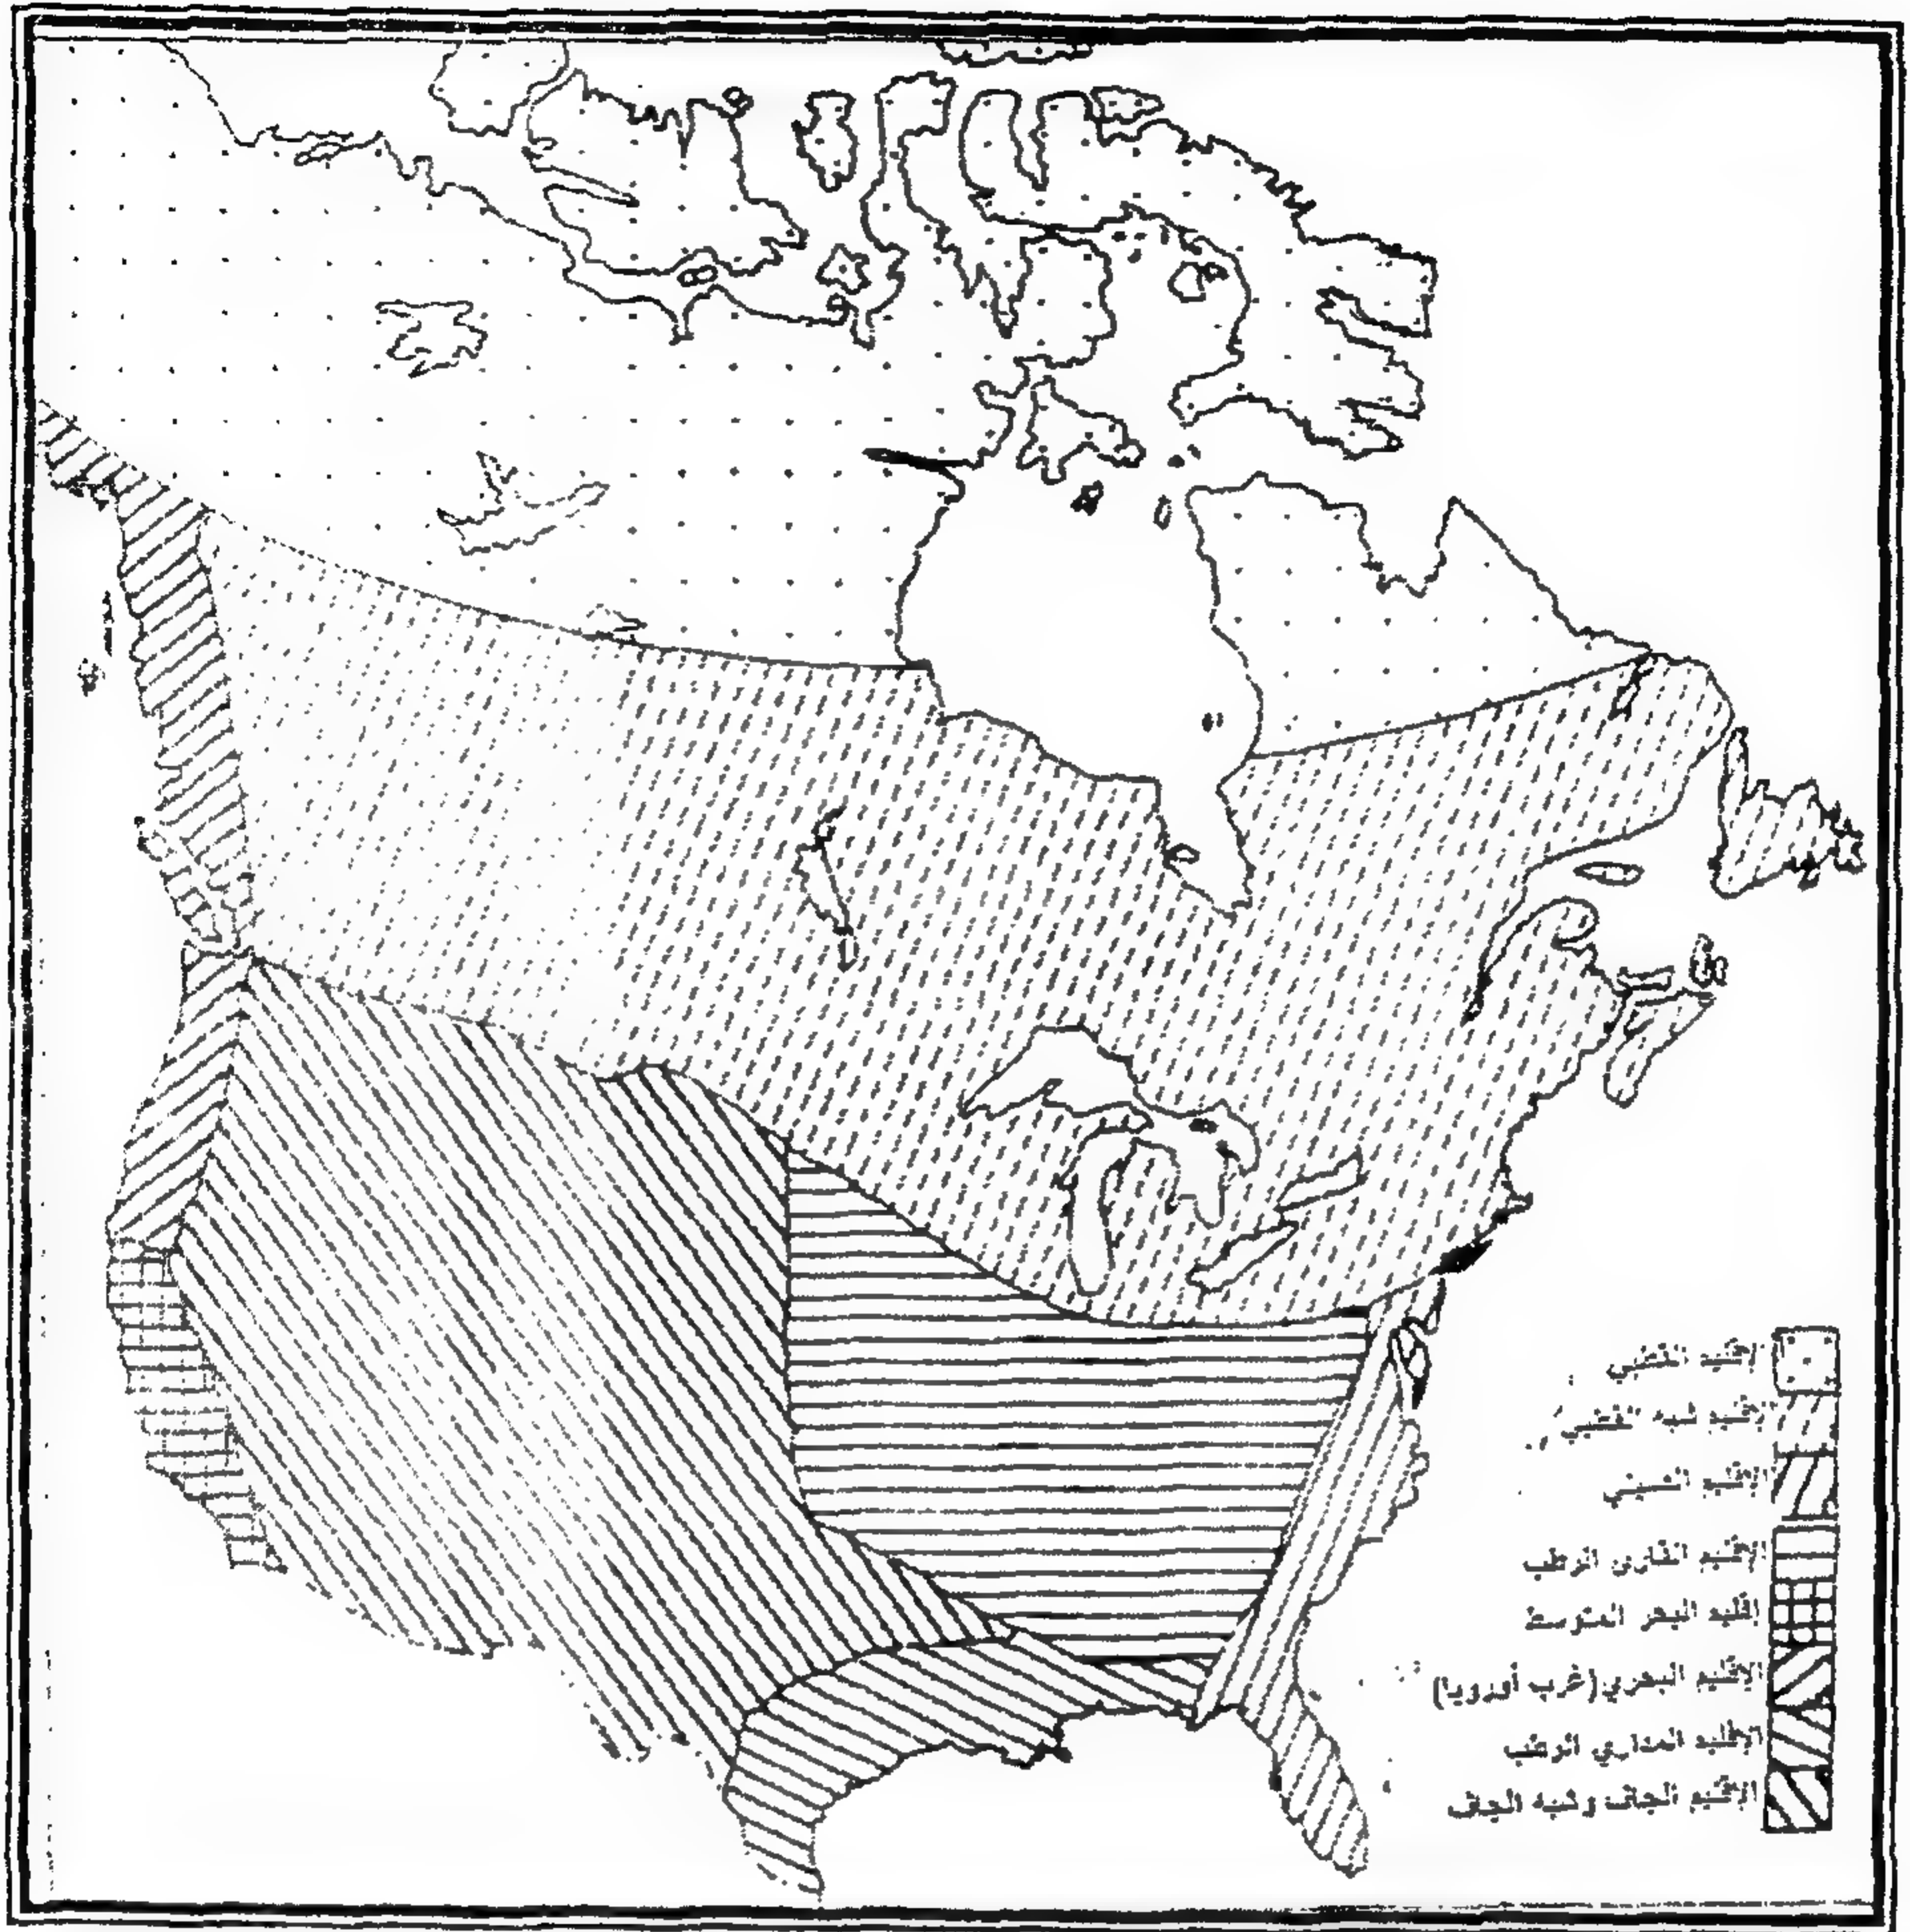 الإقليم القطبي
الإقليم شبه القطبي
الإقليم الصيني
الإقليم القاري الرطب
إقليم البحر المتوسط
الإقليم البحري (غرب أوروبا)
الإقليم المداري الرطب
الإقليم الجاف وشبه الجاف